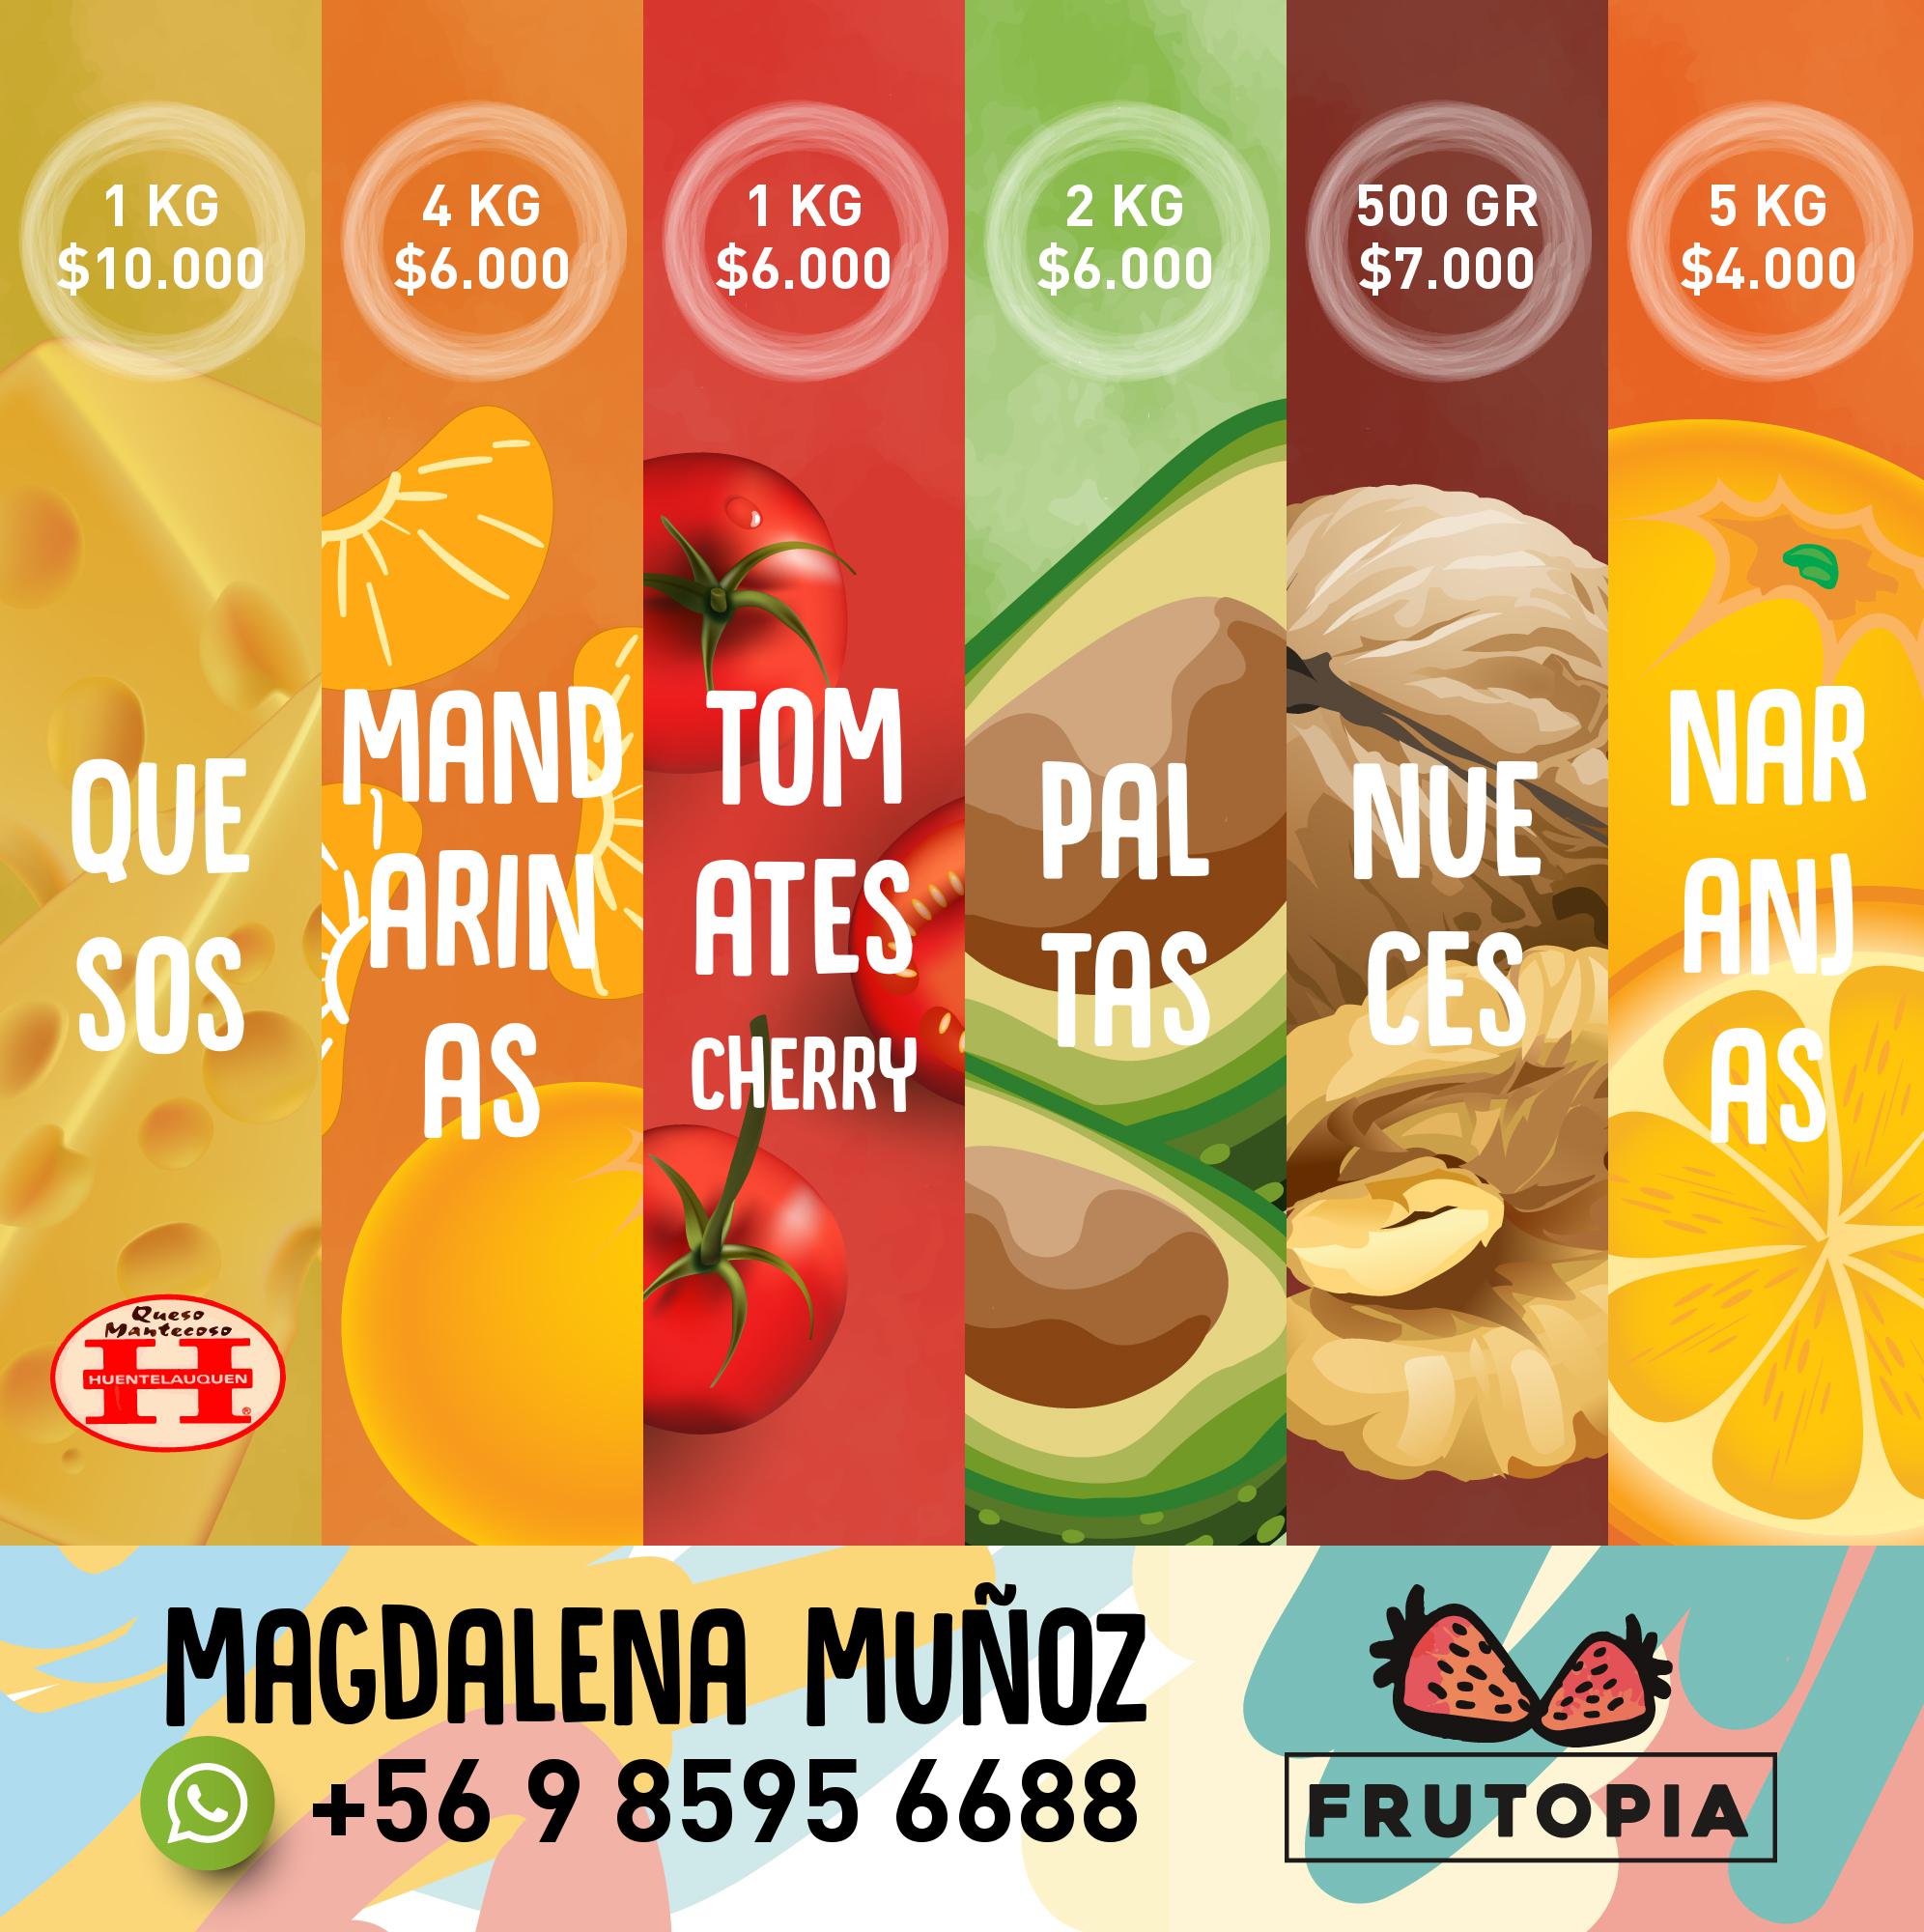 1 KG
$10.000
QUE
SOS
Queso
Mantecoso
H
HUENTELAUQUEN
®
4 KG
$6.000
MAND
ARIN
AS
1 KG
$6.000
TOM
ATES
CHERRY
2 KG
$6.000
PAL
TAS
500 GR
$7.000
NUE
CES
5 KG
$4.000
NAR
ANJ
AS
MAGDALENA MUÑOZ
+56 9 8595 6688
FRUTOPIA